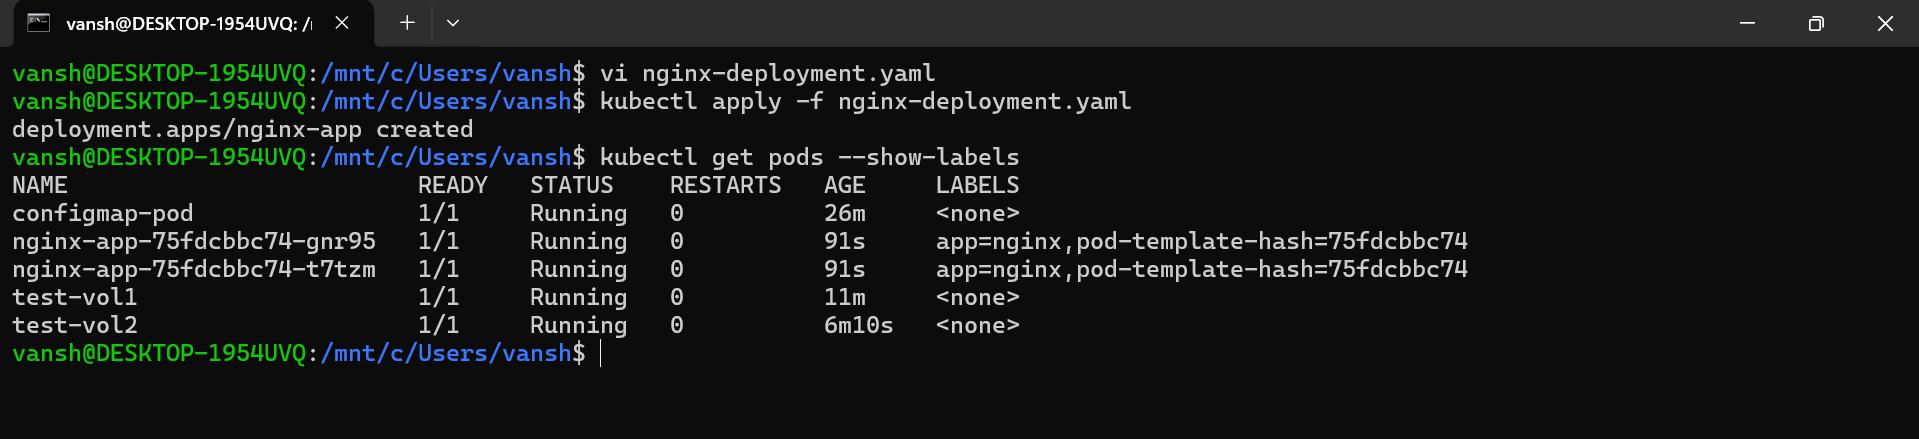 vansh@DESKTOP-1954UVQ: /
vansh@DESKTOP-1954UVQ:/mnt/c/Users/vansh$ vi nginx-deployment.yaml
vansh@DESKTOP-1954UVQ:/mnt/c/Users/vansh$ kubectl apply -f nginx-deployment.yaml
deployment.apps/nginx-app created
vansh@DESKTOP-1954UVQ:/mnt/c/Users/vansh$ kubectl get pods --show-labels
NAME READY STATUS RESTARTS AGE LABELS
configmap-pod 1/1 Running 0 26m <none>
nginx-app-75fdcbbc74-gnr95 1/1 Running 0 91s app=nginx,pod-template-hash=75fdcbbc74
nginx-app-75fdcbbc74-t7tzm 1/1 Running 0 91s app=nginx,pod-template-hash=75fdcbbc74
test-vol1 1/1 Running 0 11m <none>
test-vol2 1/1 Running 0 6m10s <none>
vansh@DESKTOP-1954UVQ:/mnt/c/Users/vansh$